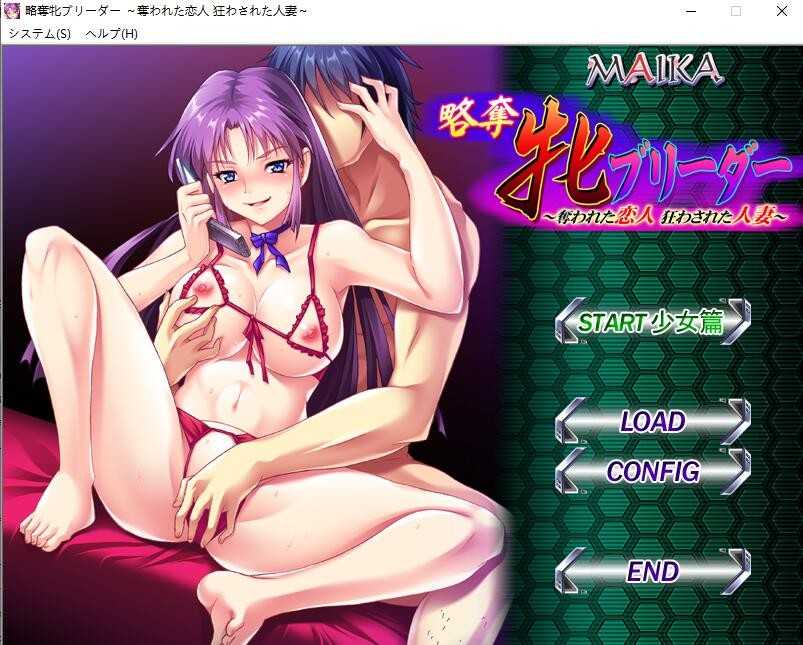 略奪牝ブリーダー ～奪われた恋人 狂わされた人妻～
システム(S) ヘルプ(H)
MAIKA
略奪
牝ブリーダー
～奪われた恋人 狂わされた人妻～
START 少女篇
LOAD
CONFIG
END